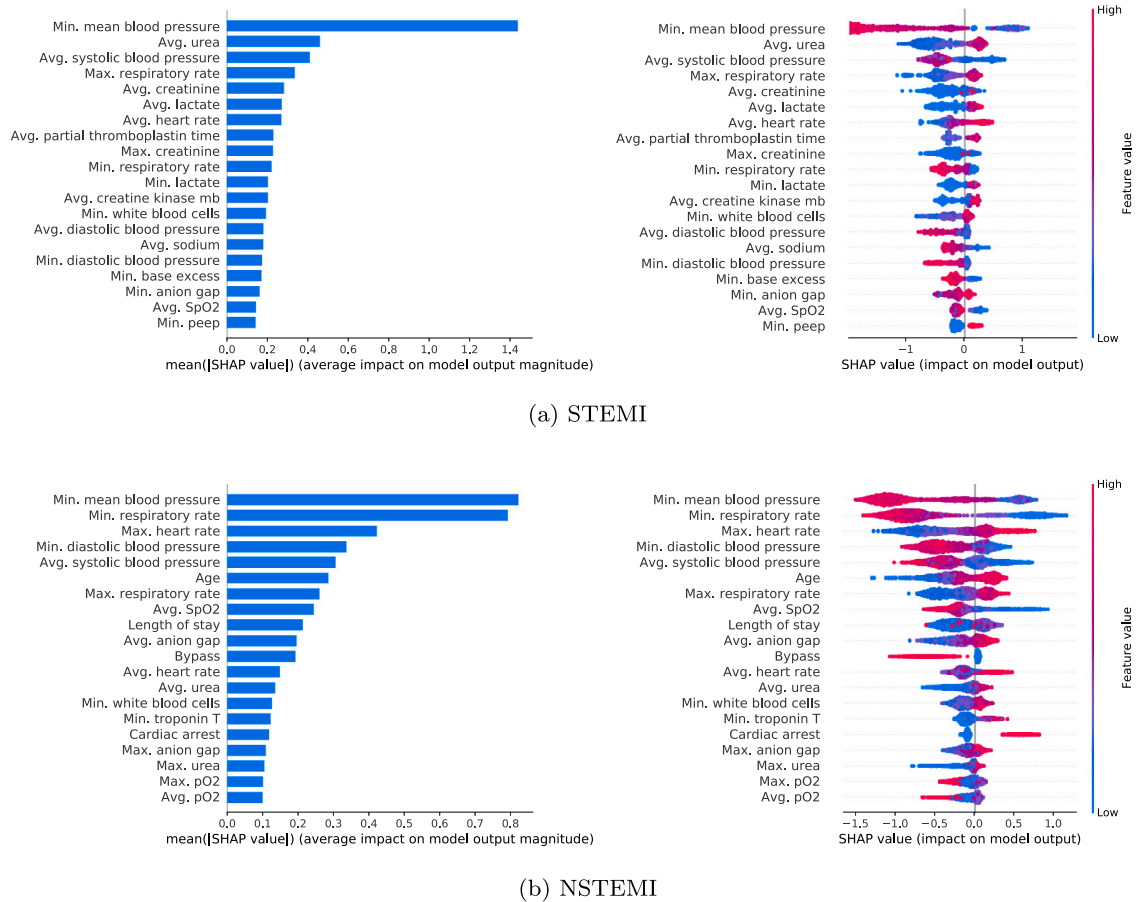 Min. mean blood pressure
Avg. urea
Avg. systolic blood pressure
Max. respiratory rate
Avg. creatinine
Avg. lactate
Avg. heart rate
Avg. partial thromboplastin time
Max. creatinine
Min. respiratory rate
Min. lactate
Avg. creatine kinase mb
Min. white blood cells
Avg. diastolic blood pressure
Avg. sodium
Min. diastolic blood pressure
Min. base excess
Min. anion gap
Avg. SpO2
Min. peep
0.0 0.2 0.4 0.6 0.8 1.0 1.2 1.4
mean(|SHAP value|) (average impact on model output magnitude)
High
Min. mean blood pressure
Avg. urea
Avg. systolic blood pressure
Max. respiratory rate
Avg. creatinine
Avg. lactate
Avg. heart rate
Avg. partial thromboplastin time
Max. creatinine
Min. respiratory rate
Min. lactate
Avg. creatine kinase mb
Min. white blood cells
Avg. diastolic blood pressure
Avg. sodium
Min. diastolic blood pressure
Min. base excess
Min. anion gap
Avg. SpO2
Min. peep
Feature value
Low
−1 0 1
SHAP value (impact on model output)
(a) STEMI
Min. mean blood pressure
Min. respiratory rate
Max. heart rate
Min. diastolic blood pressure
Avg. systolic blood pressure
Age
Max. respiratory rate
Avg. SpO2
Length of stay
Avg. anion gap
Bypass
Avg. heart rate
Avg. urea
Min. white blood cells
Min. troponin T
Cardiac arrest
Max. anion gap
Max. urea
Max. pO2
Avg. pO2
0.0 0.1 0.2 0.3 0.4 0.5 0.6 0.7 0.8
mean(|SHAP value|) (average impact on model output magnitude)
High
Min. mean blood pressure
Min. respiratory rate
Max. heart rate
Min. diastolic blood pressure
Avg. systolic blood pressure
Age
Max. respiratory rate
Avg. SpO2
Length of stay
Avg. anion gap
Bypass
Avg. heart rate
Avg. urea
Min. white blood cells
Min. troponin T
Cardiac arrest
Max. anion gap
Max. urea
Max. pO2
Avg. pO2
Feature value
Low
−1.5 −1.0 −0.5 0.0 0.5 1.0
SHAP value (impact on model output)
(b) NSTEMI